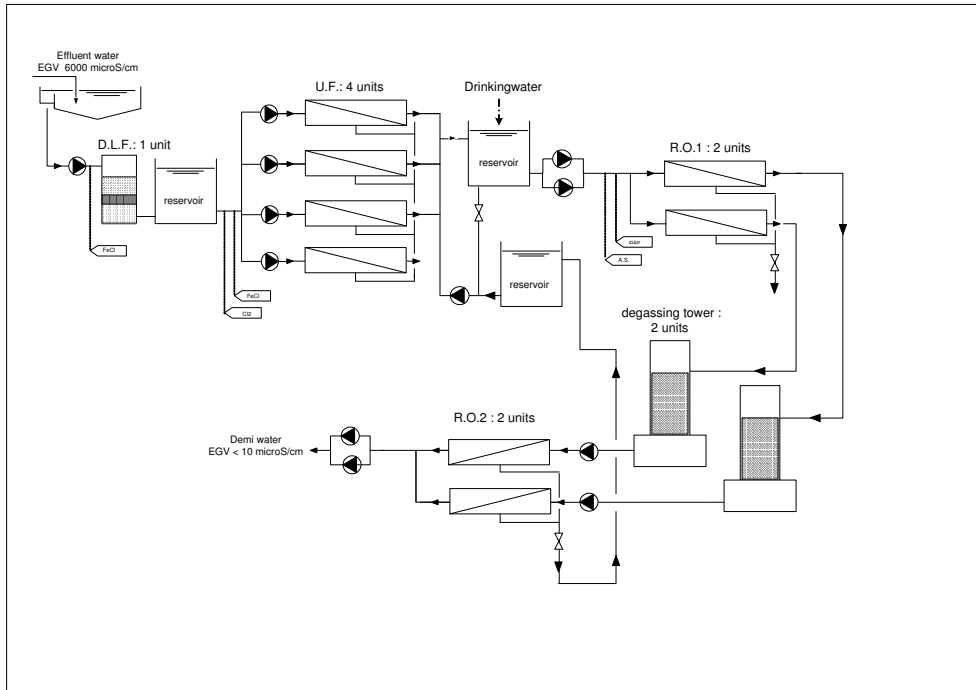 Effluent water
EGV 6000 microS/cm
D.L.F.: 1 unit
reservoir
FeCl
FeCl
Cl2
U.F.: 4 units
Drinkingwater
reservoir
reservoir
R.O.1 : 2 units
zuur
A.S.
degassing tower :
2 units
R.O.2 : 2 units
Demi water
EGV < 10 microS/cm